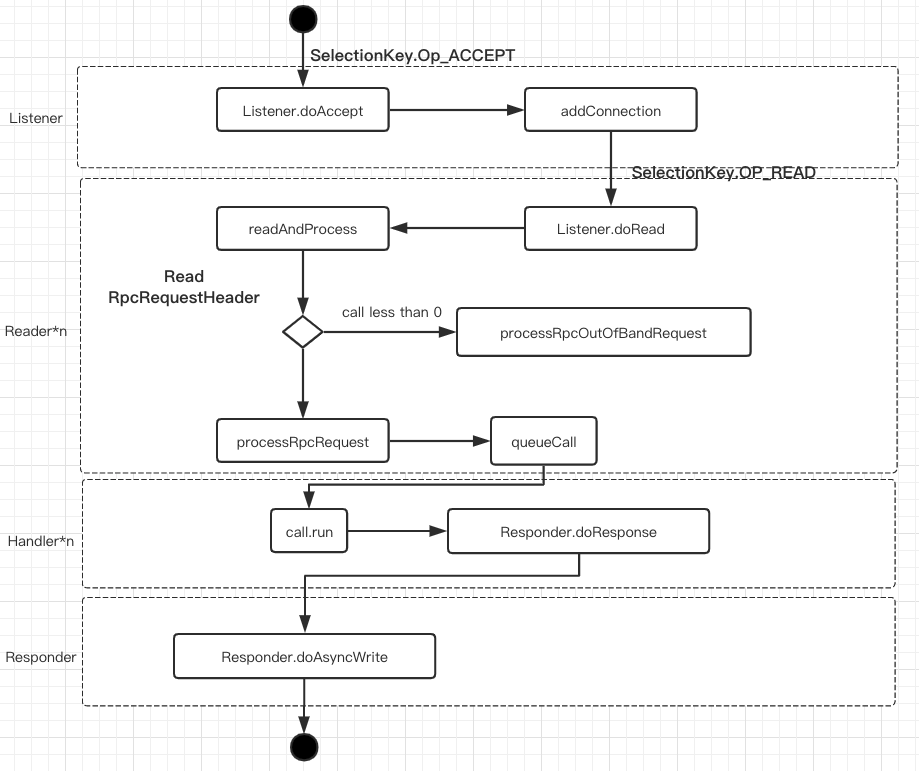 SelectionKey.Op_ACCEPT
Listener
Listener.doAccept
addConnection
SelectionKey.OP_READ
readAndProcess
Listener.doRead
Read
RpcRequestHeader
call less than 0
Reader*n
processRpcOutOfBandRequest
processRpcRequest
queueCall
Handler*n
call.run
Responder.doResponse
Responder
Responder.doAsyncWrite